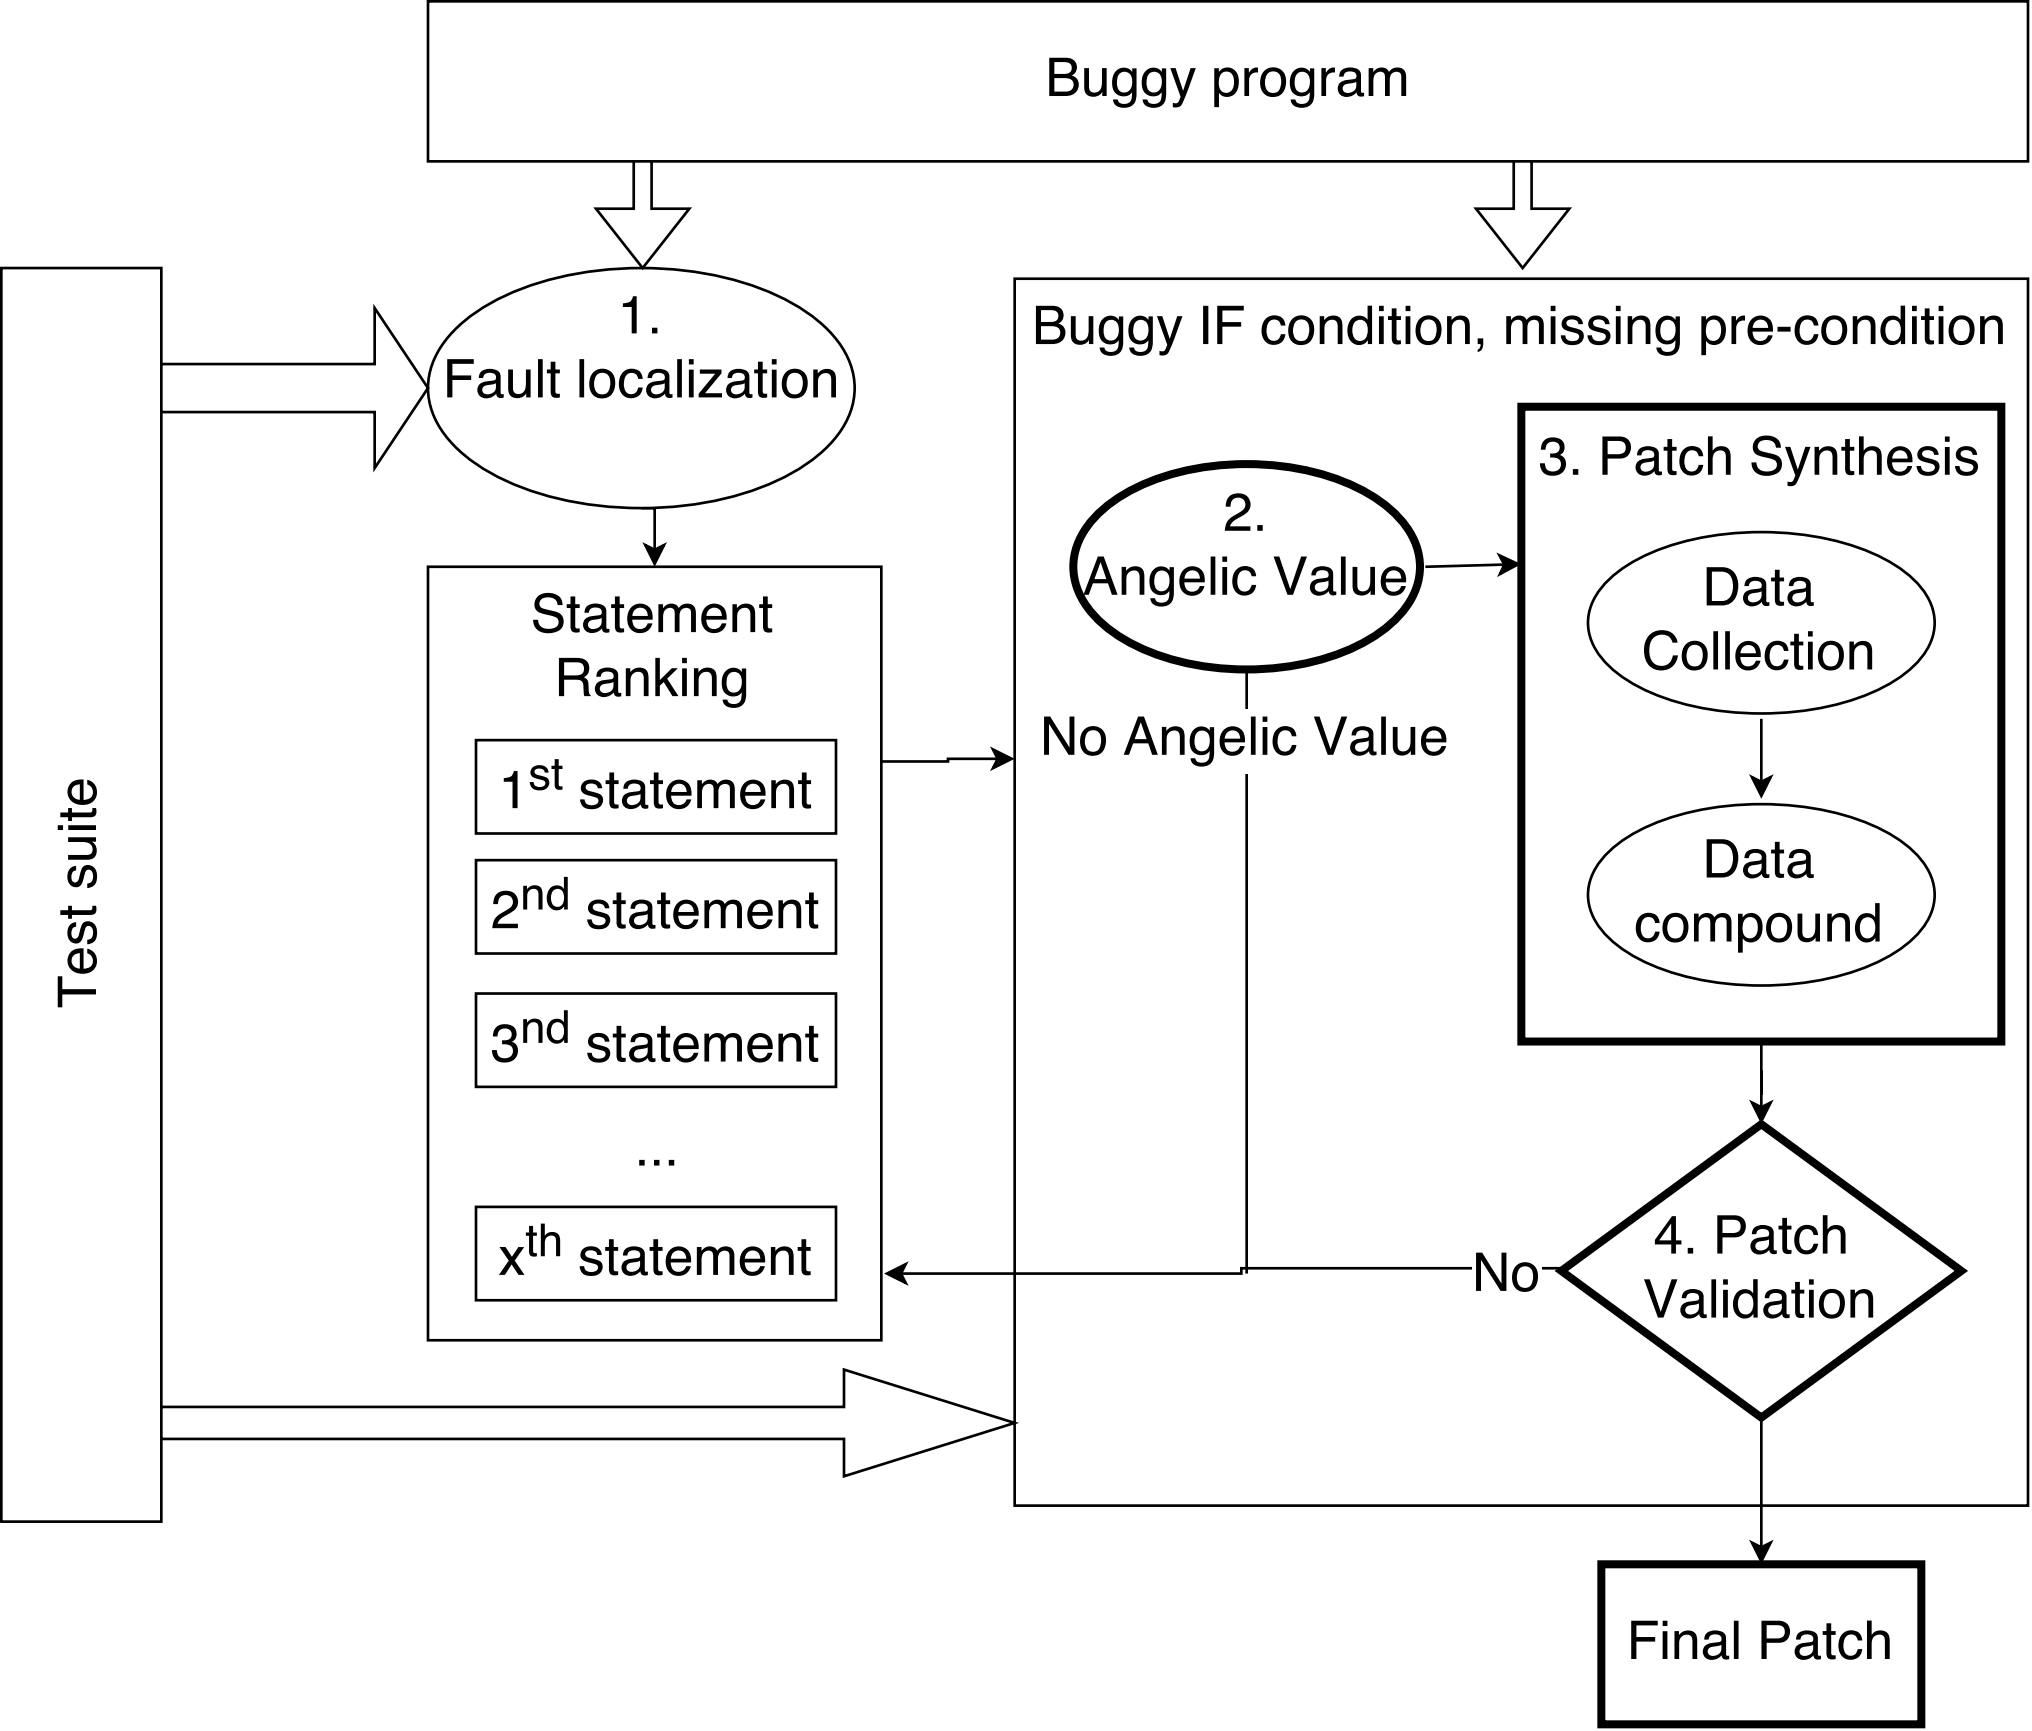 Buggy program
Test suite
1.
Fault localization
Statement
Ranking
1st statement
2nd statement
3nd statement
...
xth statement
Buggy IF condition, missing pre-condition
2.
Angelic Value
No Angelic Value
3. Patch Synthesis
Data
Collection
Data
compound
4. Patch
Validation
No
Final Patch